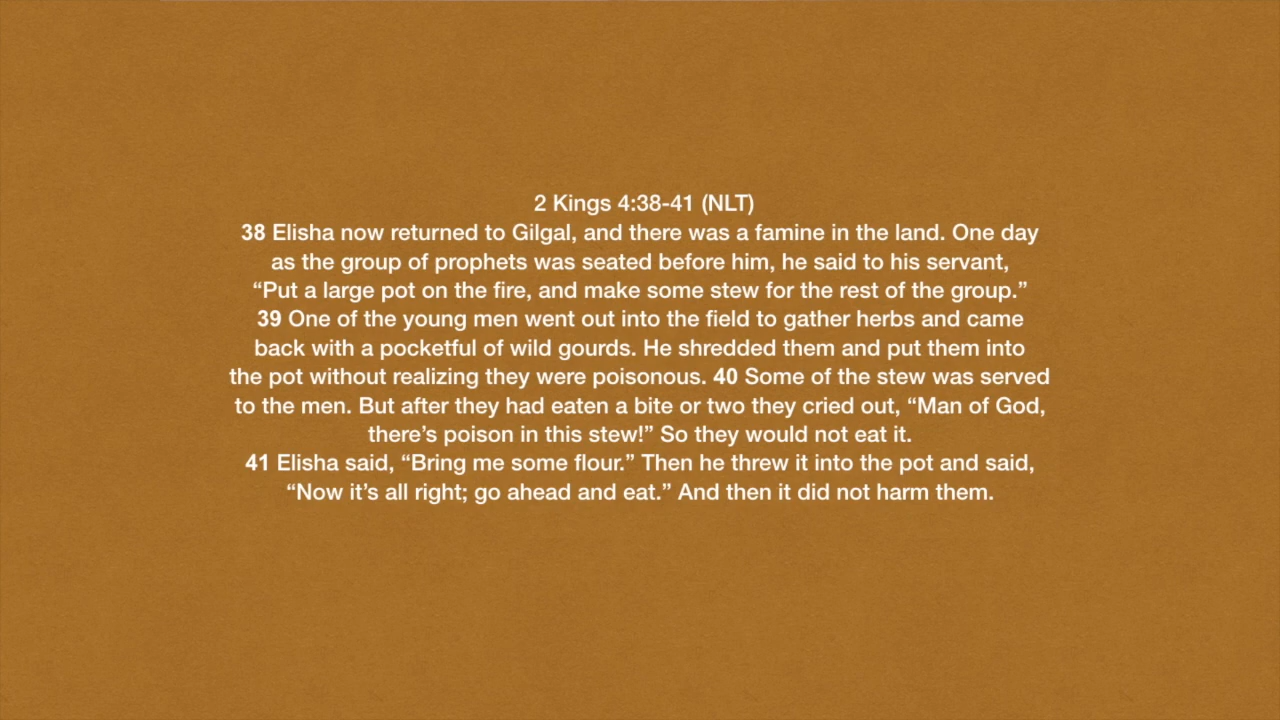 2 Kings 4:38-41 (NLT)
38 Elisha now returned to Gilgal, and there was a famine in the land. One day
as the group of prophets was seated before him, he said to his servant,
“Put a large pot on the fire, and make some stew for the rest of the group.”
39 One of the young men went out into the field to gather herbs and came
back with a pocketful of wild gourds. He shredded them and put them into
the pot without realizing they were poisonous. 40 Some of the stew was served
to the men. But after they had eaten a bite or two they cried out, “Man of God,
there’s poison in this stew!” So they would not eat it.
41 Elisha said, “Bring me some flour.” Then he threw it into the pot and said,
“Now it’s all right; go ahead and eat.” And then it did not harm them.